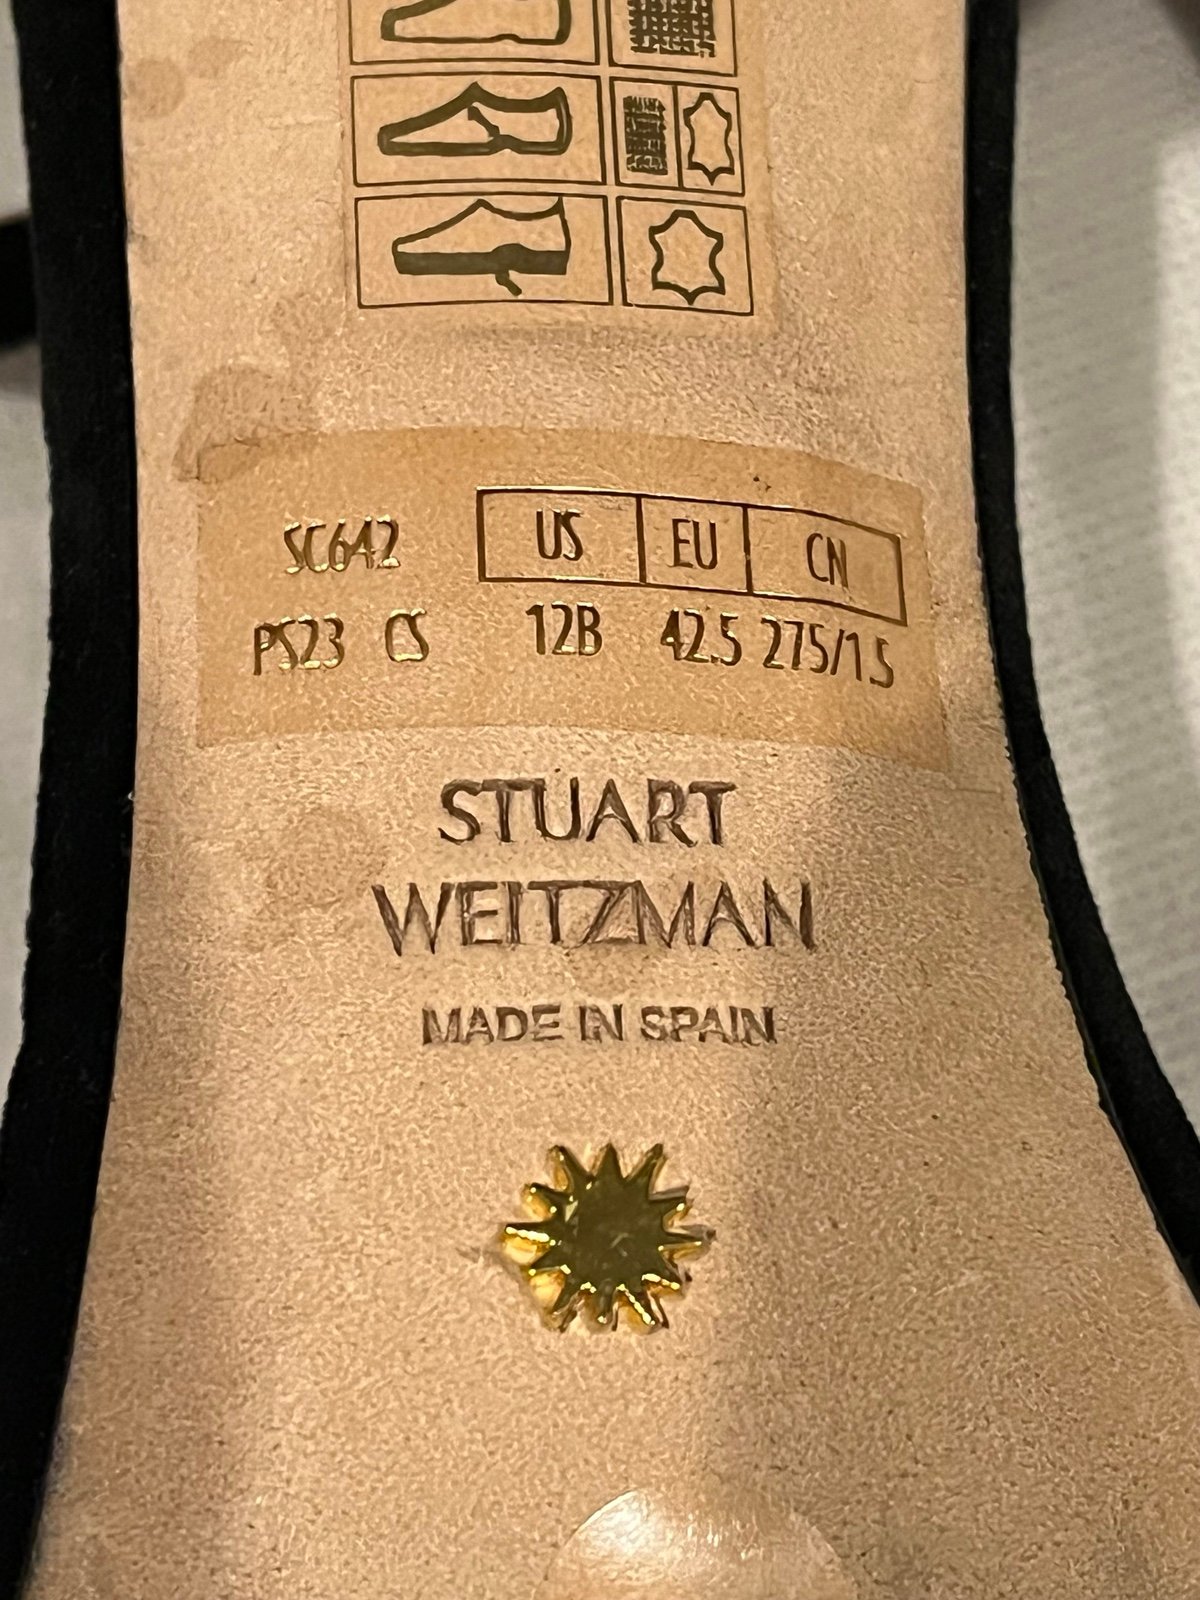 SC642 US EU CN
PS23 CS 12B 42.5 275/1.5
STUART
WEITZMAN
MADE IN SPAIN